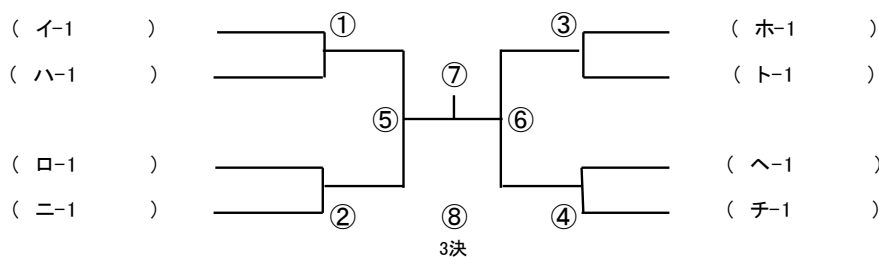 ( イ-1 ) ① ③ ( ホ-1 )
( ハ-1 ) ⑦ ( ト-1 )
⑤ ⑥
( ロ-1 ) ( ヘ-1 )
( ニ-1 ) ② ⑧ ④ ( チ-1 )
3決